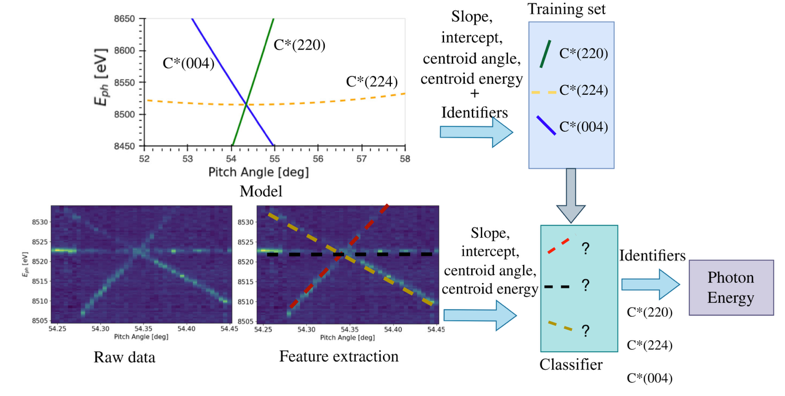 8650
8600
8550
8500
8450
E_ph [eV]
C*(004)
C*(220)
C*(224)
52 53 54 55 56 57 58
Pitch Angle [deg]
Model
Slope,
intercept,
centroid angle,
centroid energy
+
Identifiers
Training set
C*(220)
C*(224)
C*(004)
8530
8525
8520
8515
8510
8505
E_ph [eV]
54.25 54.30 54.35 54.40 54.45
Pitch Angle [deg]
Raw data
8530
8525
8520
8515
8510
8505
54.25 54.30 54.35 54.40 54.45
Pitch Angle [deg]
Feature extraction
Slope,
intercept,
centroid angle,
centroid energy
?
?
?
Classifier
Identifiers
C*(220)
C*(224)
C*(004)
Photon
Energy